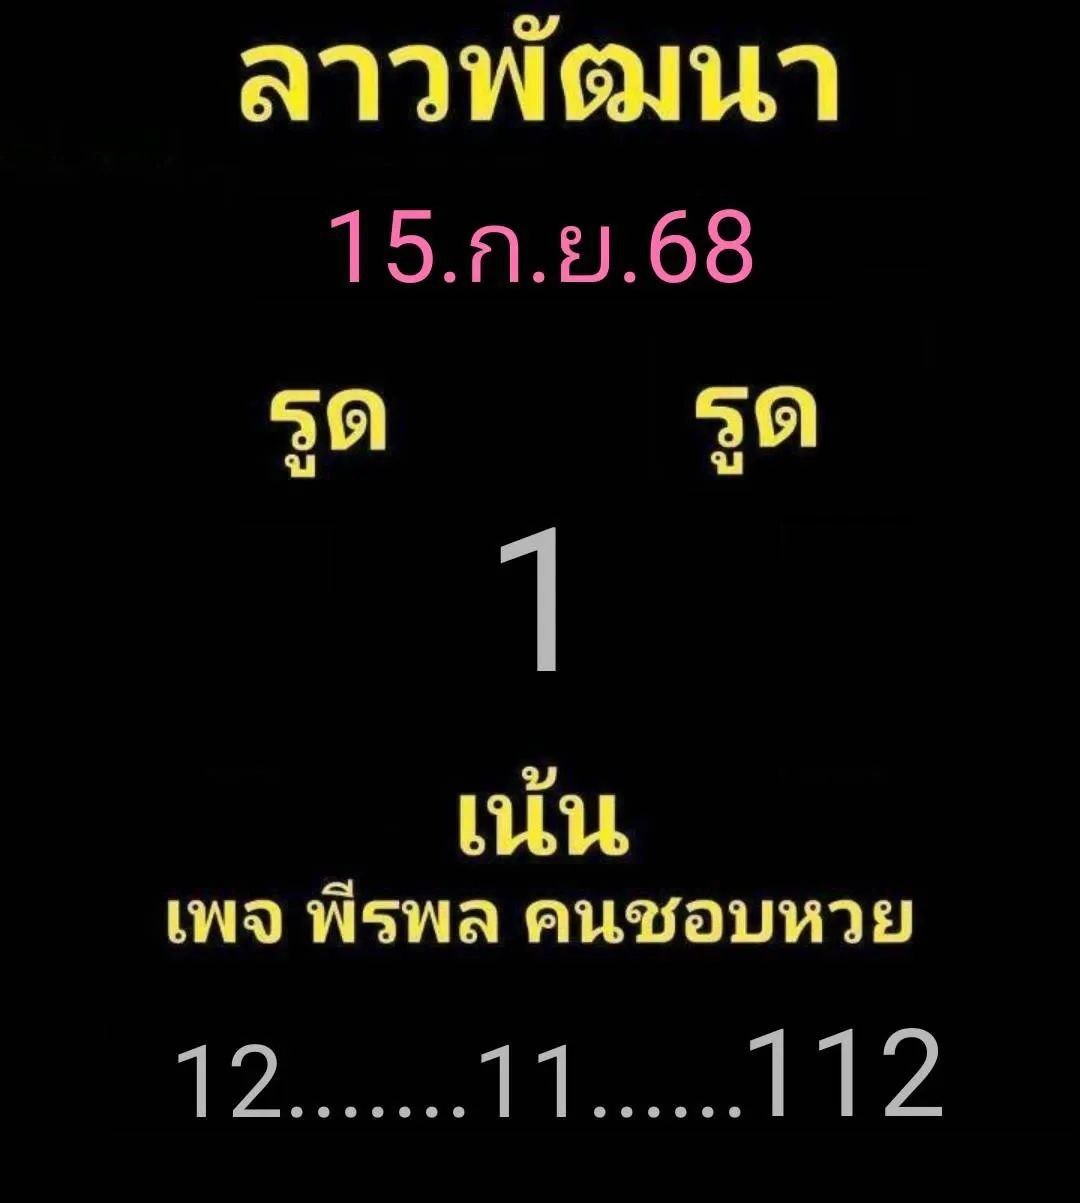 ลาวพัฒนา
15.ก.ย.68
รูด รูด
1
เน้น
เพจ พีรพล คนชอบหวย
12.......11......112